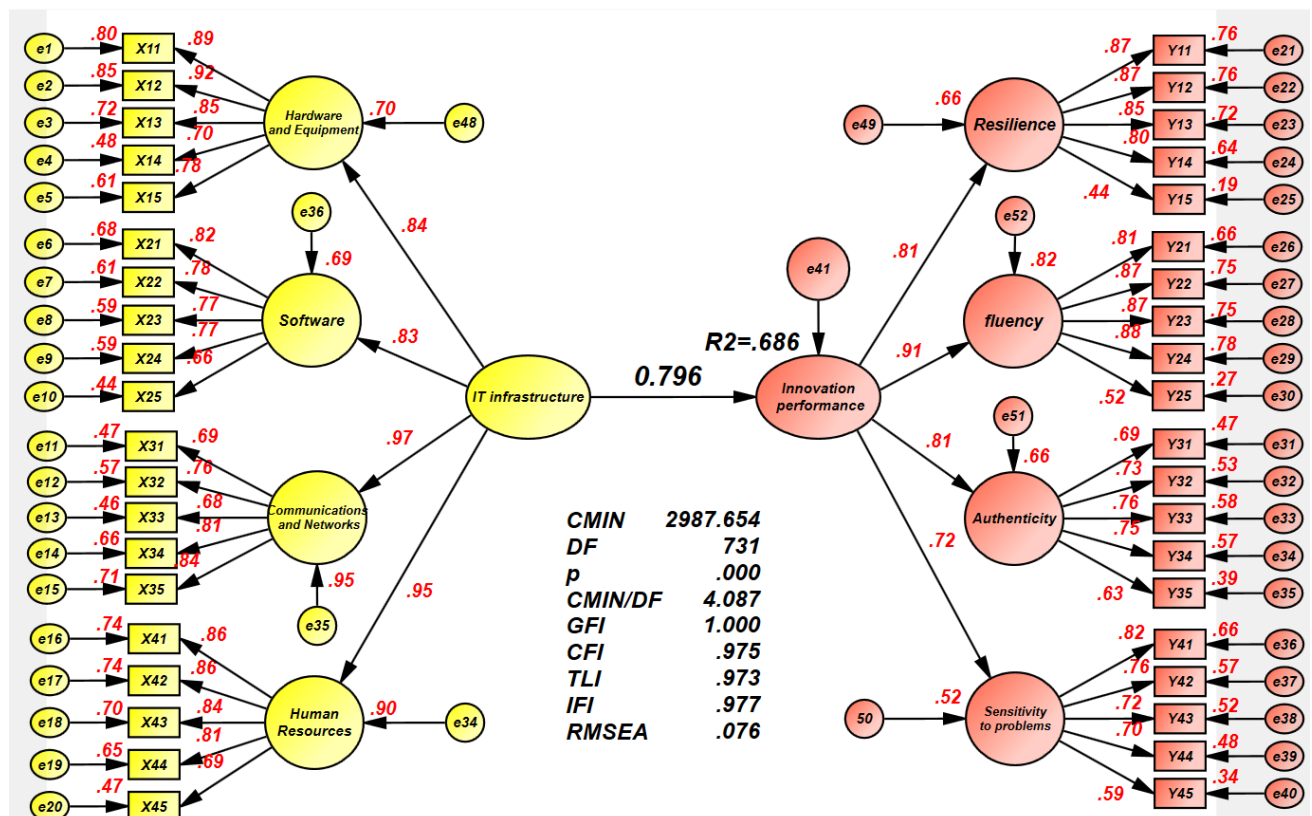 e1 .80 X11 .89
e2 .85 X12 .92
e3 .72 X13 .85
e4 .48 X14 .70
e5 .61 X15 .78
Hardware
and Equipment
.70 e48
e6 .68 X21 .82
e7 .61 X22 .78
e8 .59 X23 .77
e9 .59 X24 .77
e10 .44 X25 .66
e36
.69
Software
e11 .47 X31 .69
e12 .57 X32 .76
e13 .46 X33 .68
e14 .66 X34 .81
e15 .71 X35 .84
Communications
and Networks
.95
e35
e16 .74 X41 .86
e17 .74 X42 .86
e18 .70 X43 .84
e19 .65 X44 .81
e20 .47 X45 .69
Human
Resources
.90 e34
.84
.83
.97
.95
IT infrastructure
0.796
R2=.686
e41
Innovation
performance
.81
.91
.81
.72
CMIN 2987.654
DF 731
p .000
CMIN/DF 4.087
GFI 1.000
CFI .975
TLI .973
IFI .977
RMSEA .076
e49 .66
Resilience
.87 Y11 .76 e21
.87 Y12 .76 e22
.85 Y13 .72 e23
.80 Y14 .64 e24
.44 Y15 .19 e25
e52
.82
fluency
.81 Y21 .66 e26
.87 Y22 .75 e27
.87 Y23 .75 e28
.88 Y24 .78 e29
.52 Y25 .27 e30
e51
.66
Authenticity
.69 Y31 .47 e31
.73 Y32 .53 e32
.76 Y33 .58 e33
.75 Y34 .57 e34
.63 Y35 .39 e35
50 .52
Sensitivity
to problems
.82 Y41 .66 e36
.76 Y42 .57 e37
.72 Y43 .52 e38
.70 Y44 .48 e39
.59 Y45 .34 e40